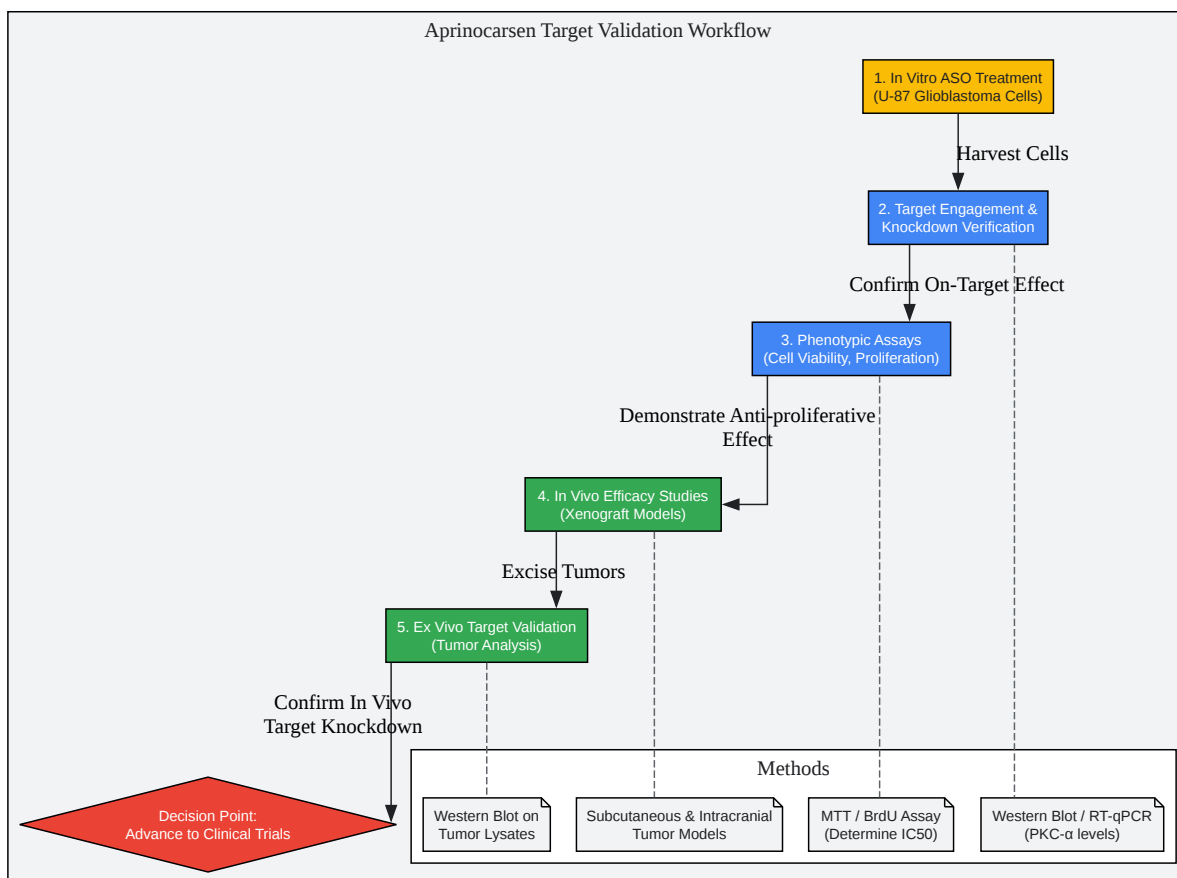 Aprinocarsen Target Validation Workflow
1. In Vitro ASO Treatment
(U-87 Glioblastoma Cells)
Harvest Cells
2. Target Engagement &
Knockdown Verification
Confirm On-Target Effect
3. Phenotypic Assays
(Cell Viability, Proliferation)
Demonstrate Anti-proliferative
Effect
4. In Vivo Efficacy Studies
(Xenograft Models)
Excise Tumors
5. Ex Vivo Target Validation
(Tumor Analysis)
Confirm In Vivo
Target Knockdown
Decision Point:
Advance to Clinical Trials
Methods
Western Blot on
Tumor Lysates
Subcutaneous & Intracranial
Tumor Models
MTT / BrdU Assay
(Determine IC50)
Western Blot / RT-qPCR
(PKC-α levels)